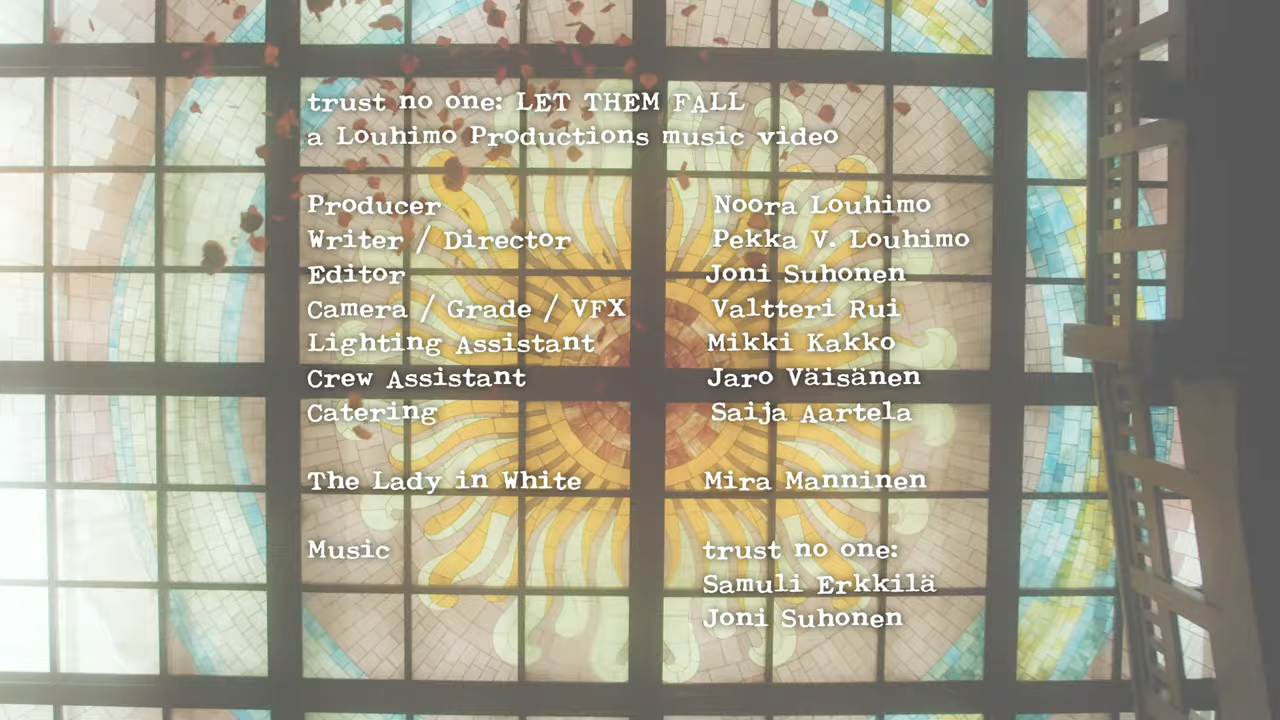 trust no one: LET THEM FALL
a Louhimo Productions music video
Producer Noora Louhimo
Writer / Director Pekka V. Louhimo
Editor Joni Suhonen
Camera / Grade / VFX Valtteri Rui
Lighting Assistant Mikki Kakko
Crew Assistant Jaro Väisänen
Catering Saija Aartela
The Lady in White Mira Manninen
Music trust no one:
Samuli Erkkilä
Joni Suhonen